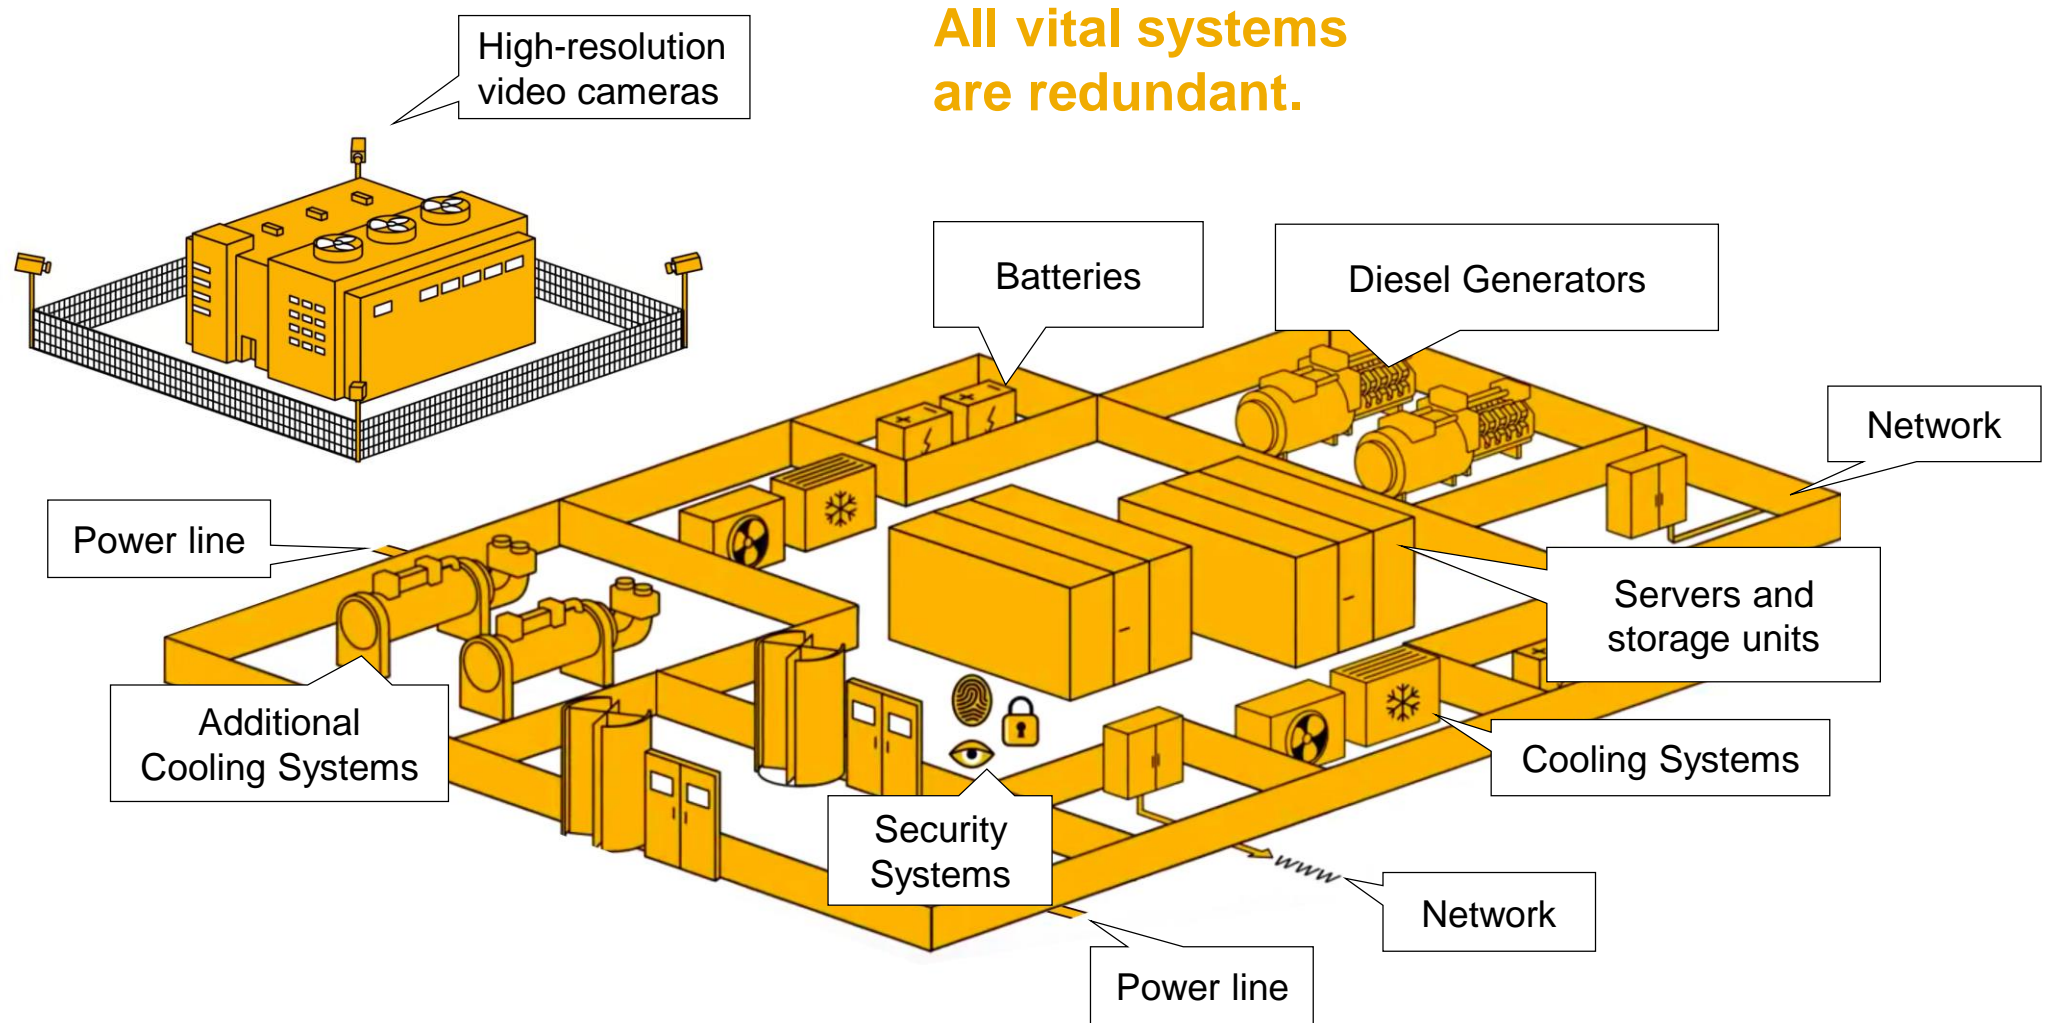 All vital systems
are redundant.
High-resolution
video cameras
Batteries
Diesel Generators
Network
Power line
Servers and
storage units
Additional
Cooling Systems
Cooling Systems
Security
Systems
www
Network
Power line